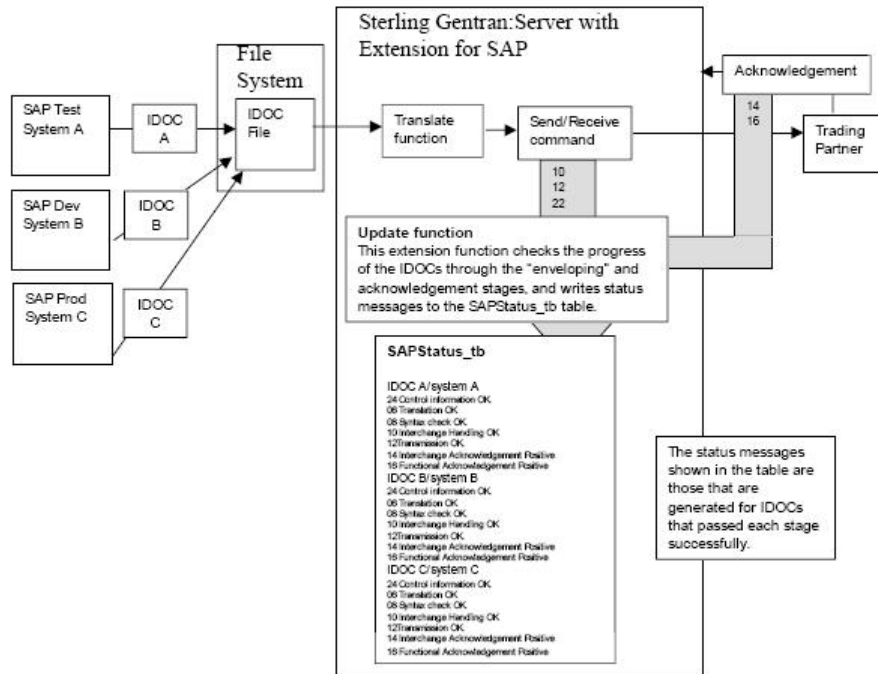 Sterling Gentran:Server with
Extension for SAP
File
System
Acknowledgement
SAP Test
System A
IDOC
A
IDOC
File
Translate
function
Send/Receive
command
14
16
Trading
Partner
10
12
22
SAP Dev
System B
IDOC
B
Update function
This extension function checks the progress
of the IDOCs through the "enveloping" and
acknowledgement stages, and writes status
messages to the SAPStatus_tb table.
SAP Prod
System C
IDOC
C
SAPStatus_tb
IDOC A/system A
24 Control information OK
06 Translation OK
08 Syntax check OK
10 Interchange Handling OK
12Transmission OK
14 Interchange Acknowledgement Positive
16 Functional Acknowledgement Positive
IDOC B/system B
24 Control information OK
06 Translation OK
08 Syntax check OK
10 Interchange Handling OK
12Transmission OK
14 Interchange Acknowledgement Positive
16 Functional Acknowledgement Positive
IDOC C/system C
24 Control information OK
06 Translation OK
08 Syntax check OK
10 Interchange Handling OK
12Transmission OK
14 Interchange Acknowledgement Positive
16 Functional Acknowledgement Positive
The status messages
shown in the table are
those that are
generated for IDOCs
that passed each stage
successfully.